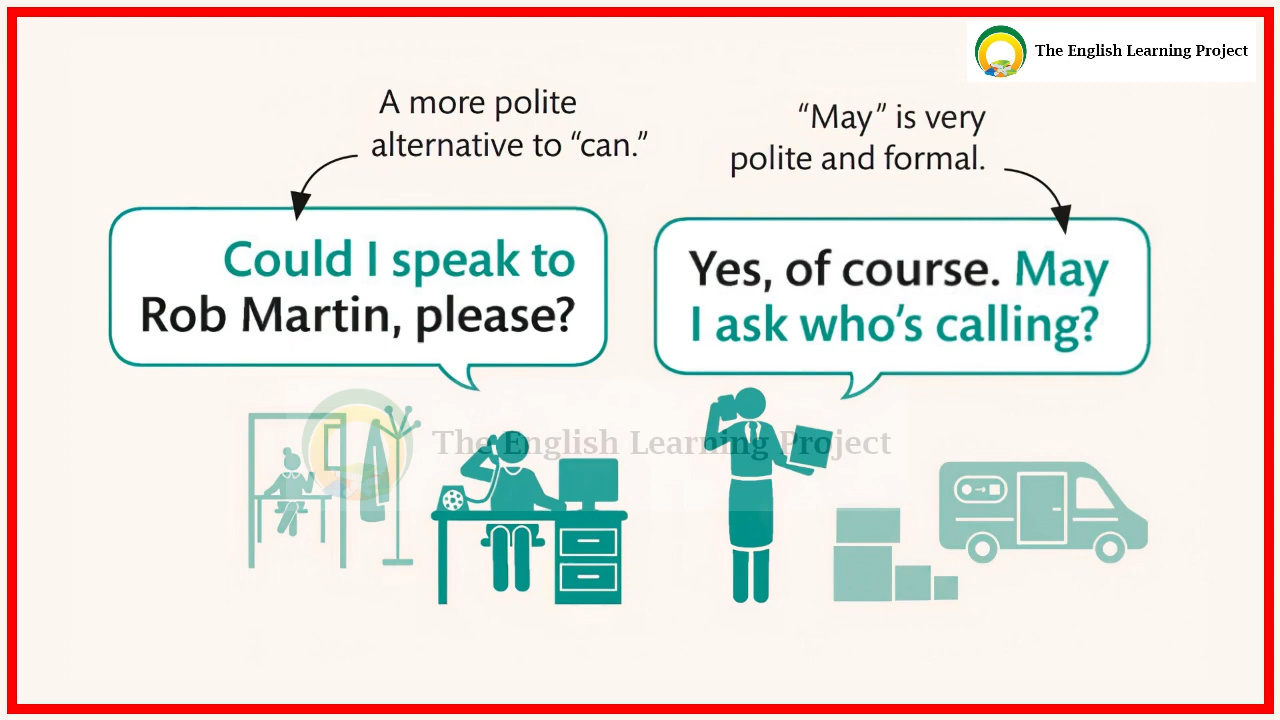 The English Learning Project
A more polite
alternative to “can.”
“May” is very
polite and formal.
Could I speak to
Rob Martin, please?
Yes, of course. May
I ask who’s calling?
The English Learning Project